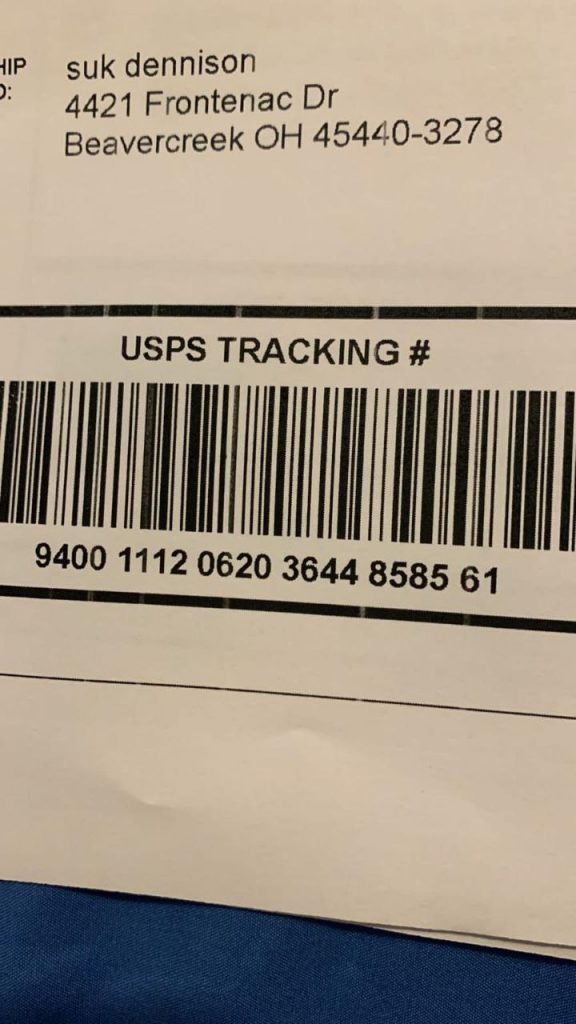 HIP
suk dennison
O:
4421 Frontenac Dr
Beavercreek OH 45440-3278
USPS TRACKING #
9400 1112 0620 3644 8585 61